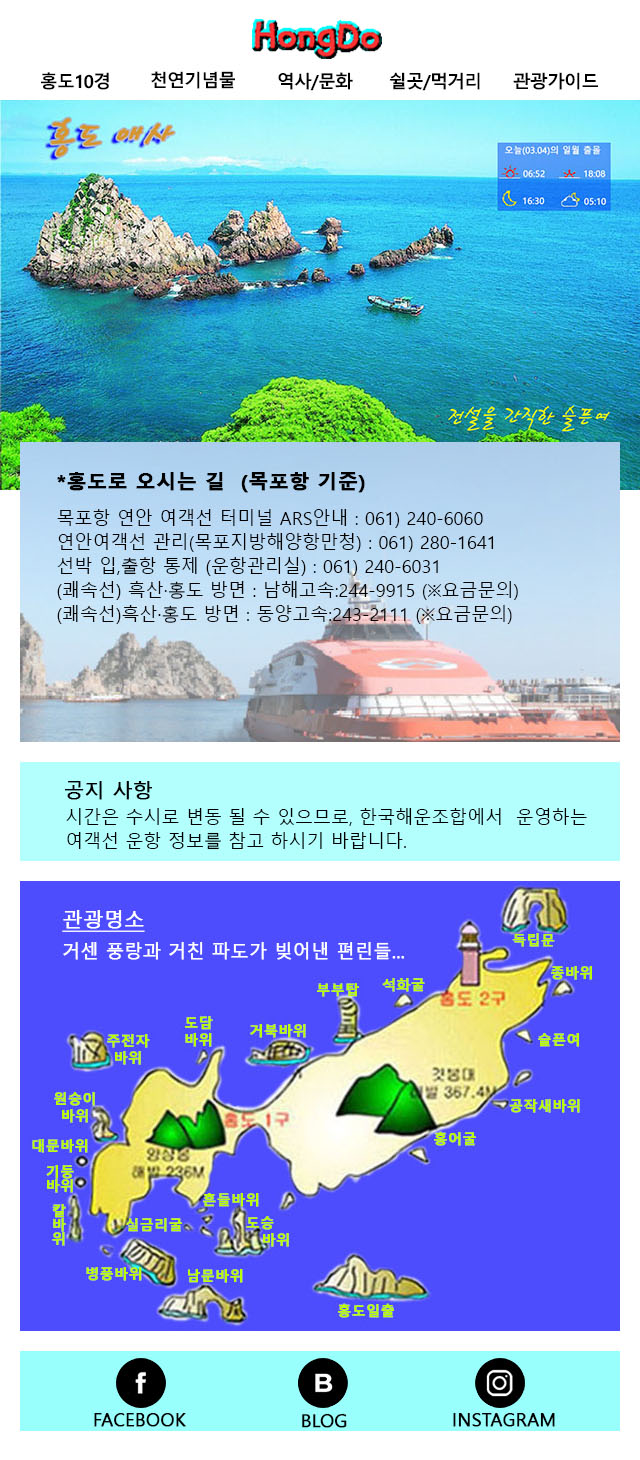 HongDo
홍도10경 천연기념물 역사/문화 쉴곳/먹거리 관광가이드
홍도 애사
오늘(03.04)의 일월 출몰
06:52 18:08
16:30 05:10
전설을 간직한 슬픈여
*홍도로 오시는 길 (목포항 기준)
목포항 연안 여객선 터미널 ARS안내 : 061) 240-6060
연안여객선 관리(목포지방해양항만청) : 061) 280-1641
선박 입,출항 통제 (운항관리실) : 061) 240-6031
(쾌속선) 흑산·홍도 방면 : 남해고속:244-9915 (※요금문의)
(쾌속선)흑산·홍도 방면 : 동양고속:243-2111 (※요금문의)
공지 사항
시간은 수시로 변동 될 수 있으므로, 한국해운조합에서 운영하는
여객선 운항 정보를 참고 하시기 바랍니다.
관광명소
거센 풍랑과 거친 파도가 빚어낸 편린들...
독립문
종바위
석화굴
부부탑
홍도 2구
도담
바위
거북바위
주전자
바위
슬픈여
깃봉대
해발 367.4M
원숭이
바위
공작새바위
홍도 1구
홍어굴
대문바위
양상봉
해발 236M
기둥
바위
흔들바위
칼
바
위
실금리굴
도승
바위
병풍바위
남문바위
홍도일출
f B
FACEBOOK BLOG INSTAGRAM